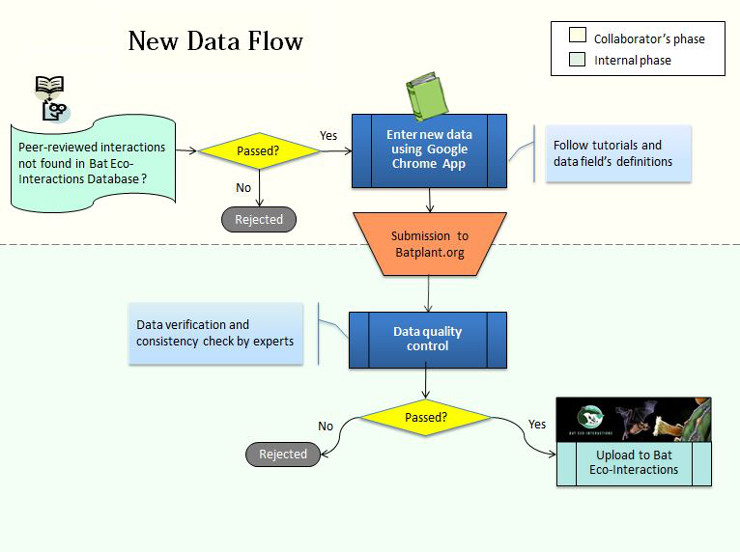 New Data Flow
Collaborator's phase
Internal phase
Peer-reviewed interactions
not found in Bat Eco-
Interactions Database?
Passed?
Yes
No
Rejected
Enter new data
using Google
Chrome App
Follow tutorials and
data field's definitions
Submission to
Batplant.org
Data verification and
consistency check by experts
Data quality
control
Passed?
No
Yes
Rejected
BAT ECO-INTERACTIONS
Upload to Bat
Eco-Interactions